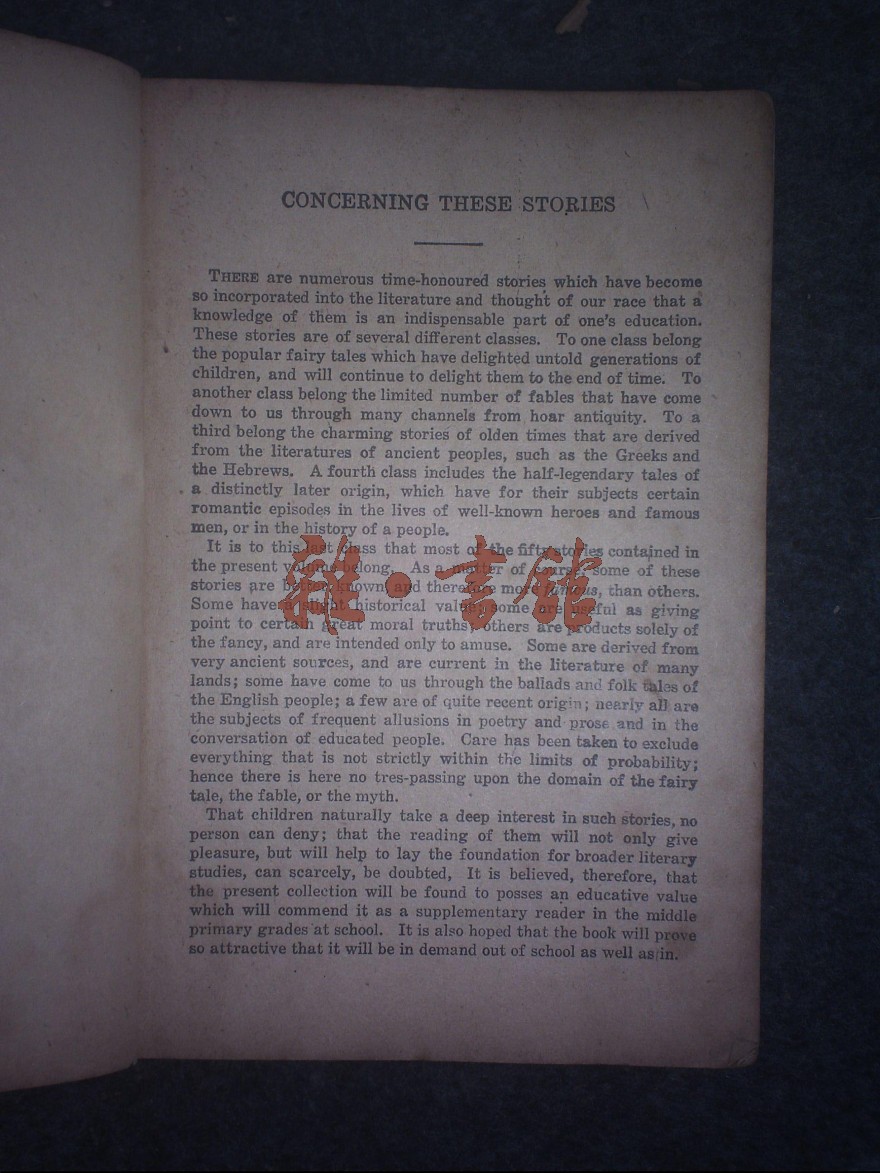 CONCERNING THESE STORIES
THERE are numerous time-honoured stories which have become
so incorporated into the literature and thought of our race that a
knowledge of them is an indispensable part of one's education.
These stories are of several different classes. To one class belong
the popular fairy tales which have delighted untold generations of
children, and will continue to delight them to the end of time. To
another class belong the limited number of fables that have come
down to us through many channels from hoar antiquity. To a
third belong the charming stories of olden times that are derived
from the literatures of ancient peoples, such as the Greeks and
the Hebrews. A fourth class includes the half-legendary tales of
a distinctly later origin, which have for their subjects certain
romantic episodes in the lives of well-known heroes and famous
men, or in the history of a people.
It is to this last class that most of the fifty stories contained in
the present volume belong. As a matter of course, some of these
stories are better known, and therefore more famous, than others.
Some have a slight historical value; some are useful as giving
point to certain great moral truths; others are products solely of
the fancy, and are intended only to amuse. Some are derived from
very ancient sources, and are current in the literature of many
lands; some have come to us through the ballads and folk tales of
the English people; a few are of quite recent origin; nearly all are
the subjects of frequent allusions in poetry and prose and in the
conversation of educated people. Care has been taken to exclude
everything that is not strictly within the limits of probability;
hence there is here no tres-passing upon the domain of the fairy
tale, the fable, or the myth.
That children naturally take a deep interest in such stories, no
person can deny; that the reading of them will not only give
pleasure, but will help to lay the foundation for broader literary
studies, can scarcely, be doubted, It is believed, therefore, that
the present collection will be found to posses an educative value
which will commend it as a supplementary reader in the middle
primary grades at school. It is also hoped that the book will prove
so attractive that it will be in demand out of school as well as in.
雜·書館